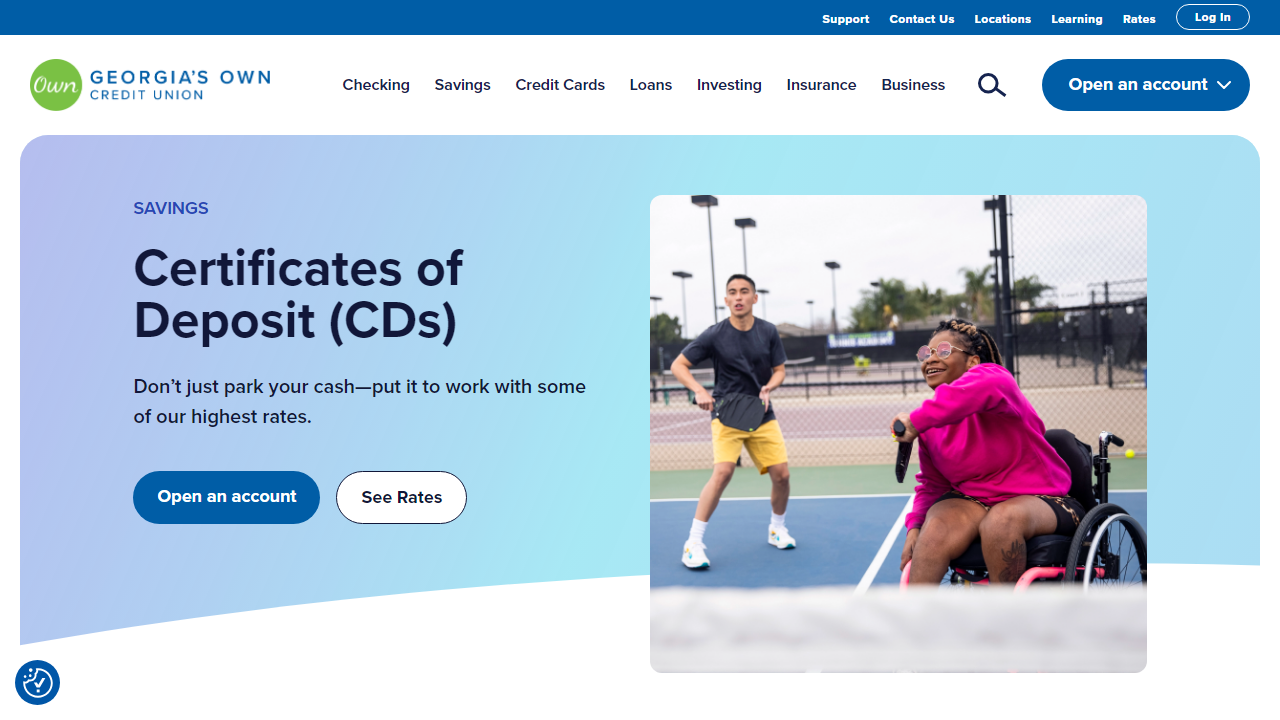 Support Contact Us Locations Learning Rates Log In
Own GEORGIA'S OWN
CREDIT UNION
Checking Savings Credit Cards Loans Investing Insurance Business Open an account
SAVINGS
Certificates of
Deposit (CDs)
Don’t just park your cash—put it to work with some
of our highest rates.
Open an account See Rates